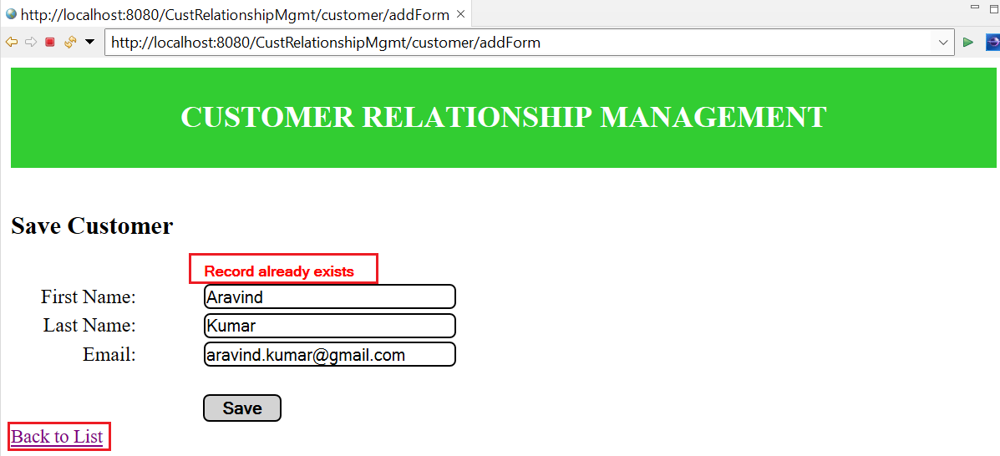 http://localhost:8080/CustRelationshipMgmt/customer/addForm
http://localhost:8080/CustRelationshipMgmt/customer/addForm
CUSTOMER RELATIONSHIP MANAGEMENT
Save Customer
Record already exists
First Name: Aravind
Last Name: Kumar
Email: aravind.kumar@gmail.com
Save
Back to List